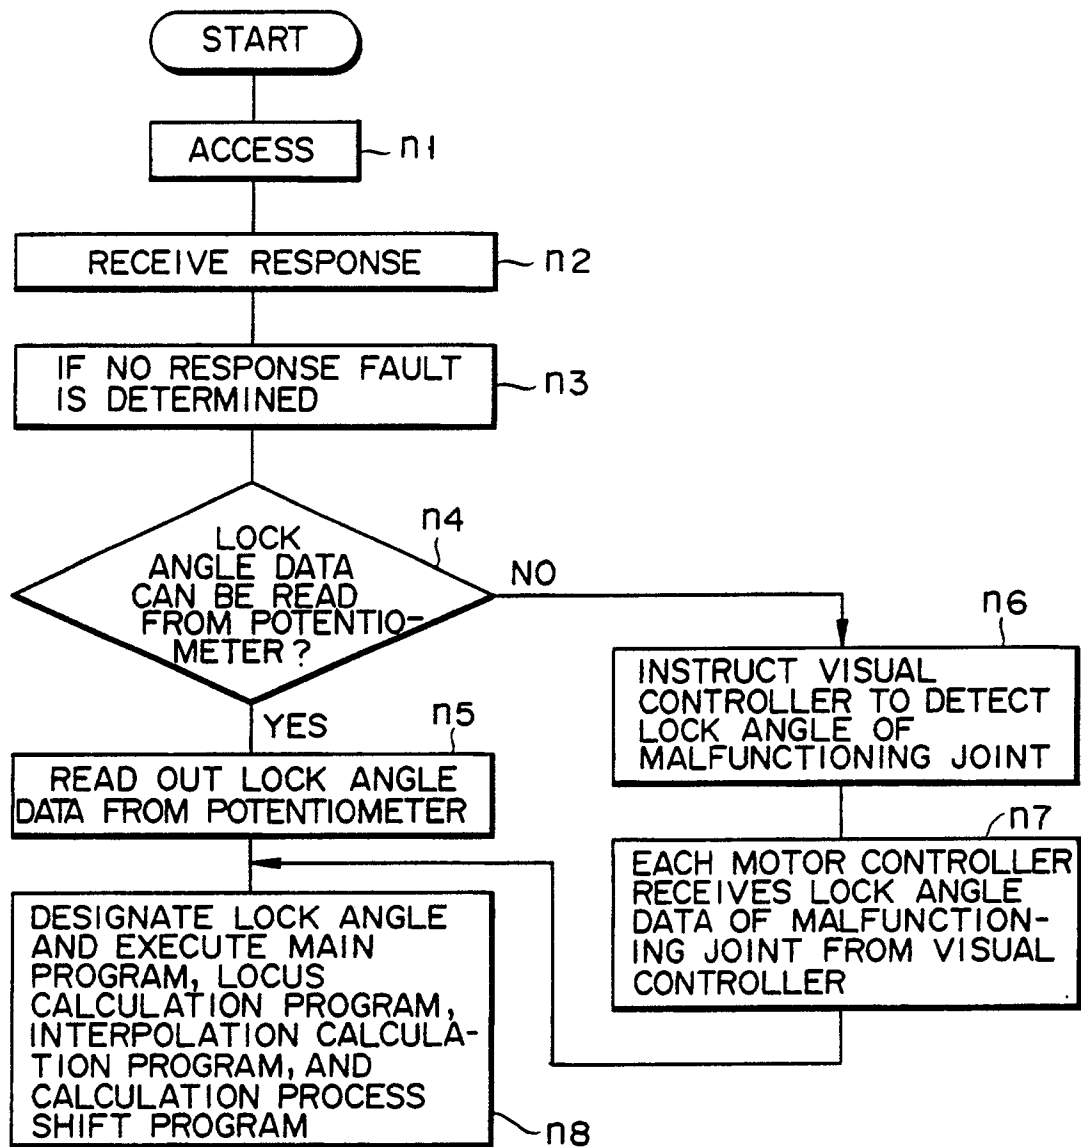 START
ACCESS
n1
RECEIVE RESPONSE
n2
IF NO RESPONSE FAULT
IS DETERMINED
n3
LOCK
ANGLE DATA
CAN BE READ
FROM POTENTIO-
METER?
n4
NO
YES
n5
READ OUT LOCK ANGLE
DATA FROM POTENTIOMETER
n6
INSTRUCT VISUAL
CONTROLLER TO DETECT
LOCK ANGLE OF
MALFUNCTIONING JOINT
n7
EACH MOTOR CONTROLLER
RECEIVES LOCK ANGLE
DATA OF MALFUNCTION-
ING JOINT FROM VISUAL
CONTROLLER
DESIGNATE LOCK ANGLE
AND EXECUTE MAIN
PROGRAM, LOCUS
CALCULATION PROGRAM,
INTERPOLATION CALCULA-
TION PROGRAM, AND
CALCULATION PROCESS
SHIFT PROGRAM
n8